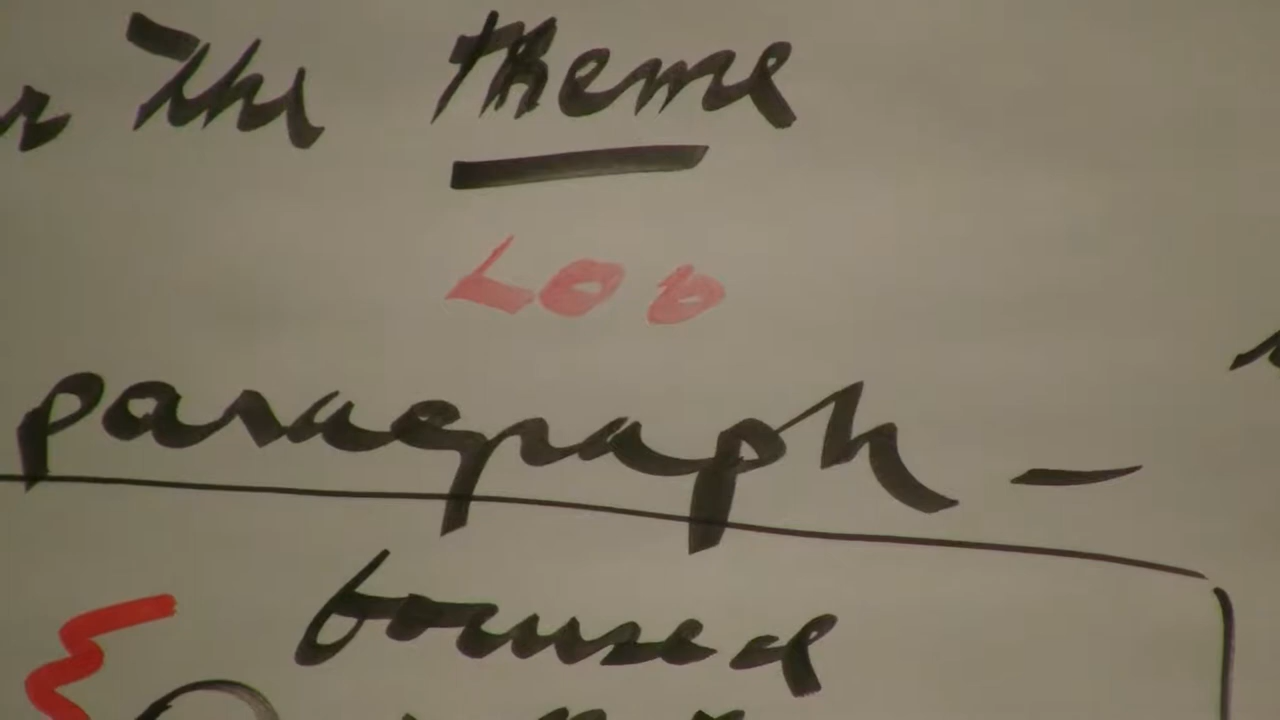 The theme
LOO
paragraph –
focused